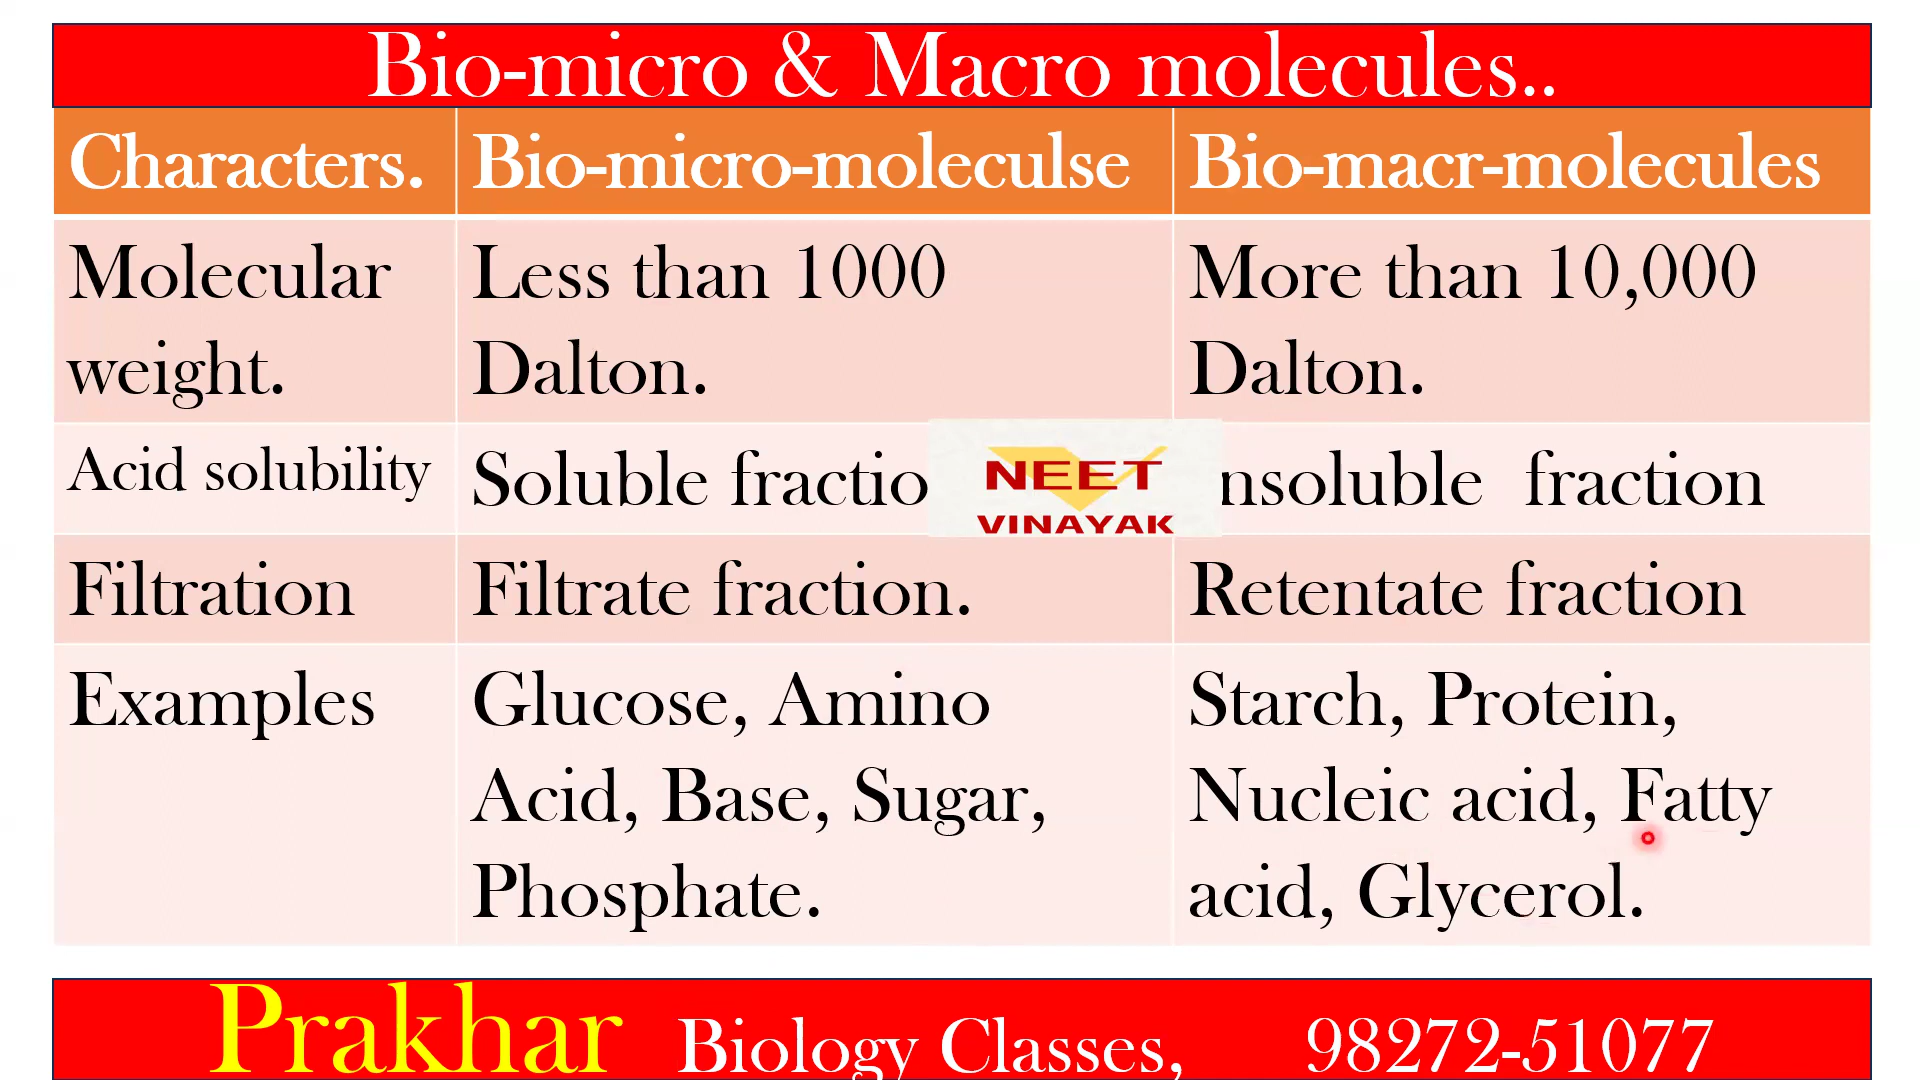 Bio-micro & Macro molecules..
Characters. Bio-micro-moleculse Bio-macr-molecules
Molecular weight. Less than 1000 Dalton. More than 10,000 Dalton.
Acid solubility Soluble fractio nsoluble fraction
NEET
VINAYAK
Filtration Filtrate fraction. Retentate fraction
Examples Glucose, Amino Acid, Base, Sugar, Phosphate. Starch, Protein, Nucleic acid, Fatty acid, Glycerol.
Prakhar Biology Classes, 98272-51077